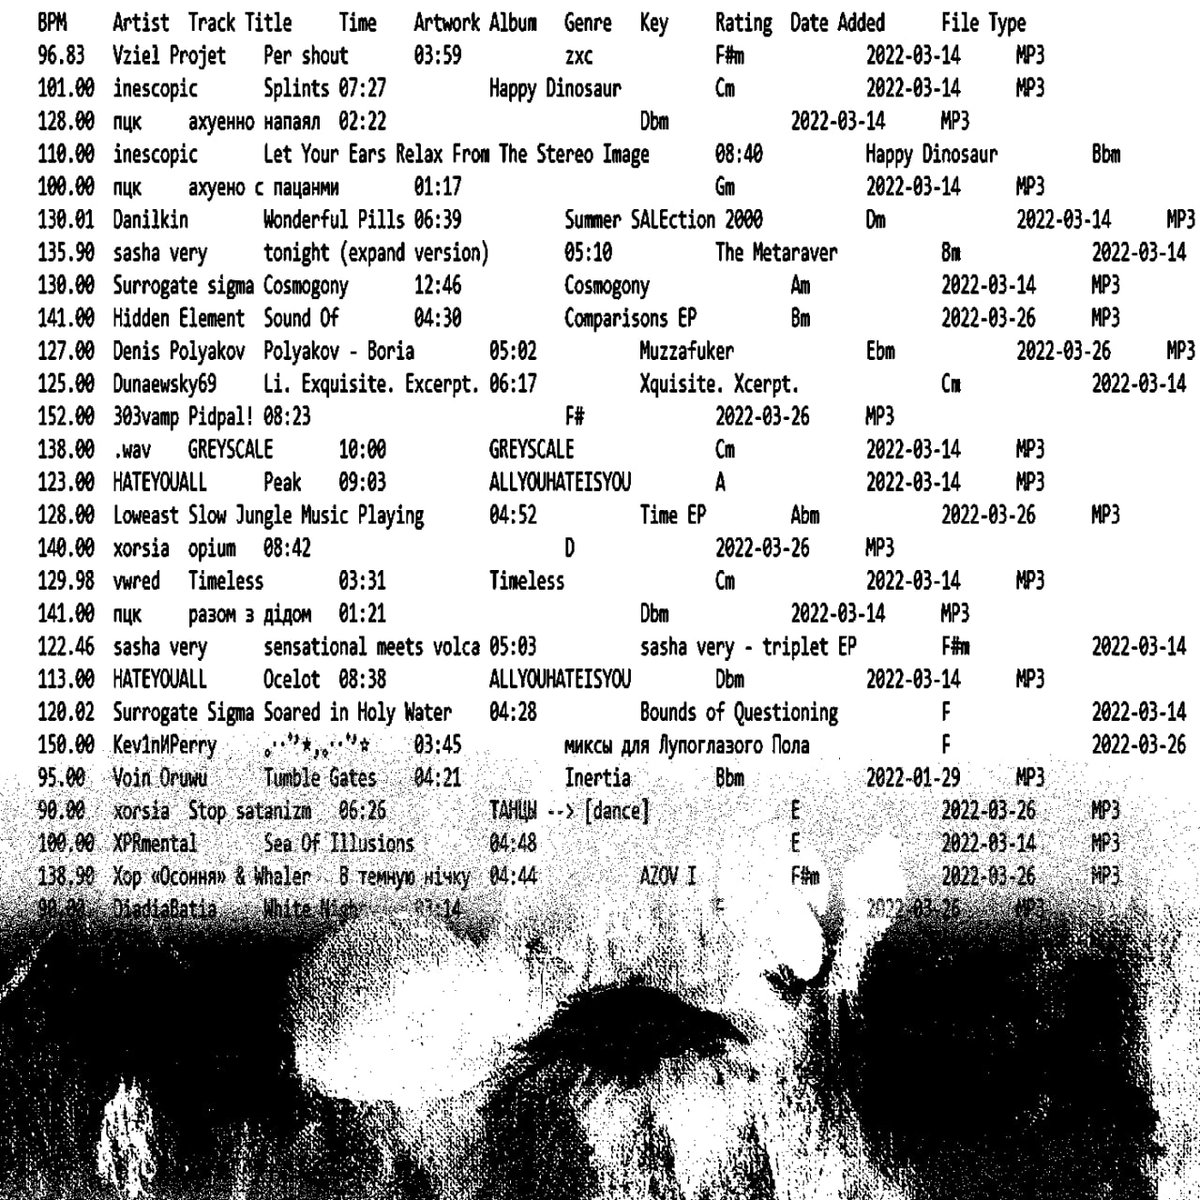 BPM Artist Track Title Time Artwork Album Genre Key Rating Date Added File Type
96.83 Vziel Projet Per shout 03:59 zxc F#m 2022-03-14 MP3
101.00 inescopic Splints 07:27 Happy Dinosaur Cm 2022-03-14 MP3
128.00 пцк ахуенно напаял 02:22 Dbm 2022-03-14 MP3
110.00 inescopic Let Your Ears Relax From The Stereo Image 08:40 Happy Dinosaur Bbm
100.00 пцк ахуено с пацанми 01:17 Gm 2022-03-14 MP3
130.01 Danilkin Wonderful Pills 06:39 Summer SALEction 2000 Dm 2022-03-14 MP3
135.90 sasha very tonight (expand version) 05:10 The Metaraver Bm 2022-03-14
130.00 Surrogate sigma Cosmogony 12:46 Cosmogony Am 2022-03-14 MP3
141.00 Hidden Element Sound Of 04:30 Comparisons EP Bm 2022-03-26 MP3
127.00 Denis Polyakov Polyakov - Boria 05:02 Muzzafuker Ebm 2022-03-26 MP3
125.00 Dunaewsky69 Li. Exquisite. Excerpt. 06:17 Xquisite. Xcerpt. Cm 2022-03-14
152.00 303vamp Pidpal! 08:23 F# 2022-03-26 MP3
138.00 .wav GREYSCALE 10:00 GREYSCALE Cm 2022-03-14 MP3
123.00 HATEYOUALL Peak 09:03 ALLYOUHATEISYOU A 2022-03-14 MP3
128.00 Loweast Slow Jungle Music Playing 04:52 Time EP Abm 2022-03-26 MP3
140.00 xorsia opium 08:42 D 2022-03-26 MP3
129.98 vwred Timeless 03:31 Timeless Cm 2022-03-14 MP3
141.00 пцк разом з дідом 01:21 Dbm 2022-03-14 MP3
122.46 sasha very sensational meets volca 05:03 sasha very - triplet EP F#m 2022-03-14
113.00 HATEYOUALL Ocelot 08:38 ALLYOUHATEISYOU Dbm 2022-03-14 MP3
120.02 Surrogate Sigma Soared in Holy Water 04:28 Bounds of Questioning F 2022-03-14
150.00 Kev1nИPerry 03:45 миксы для Лупоглазого Пола F 2022-03-26
95.00 Voin Oruwu Tumble Gates 04:21 Inertia Bbm 2022-01-29 MP3
90.00 xorsia Stop satanizm 06:26 ТАНЦЫ --> [dance] E 2022-03-26 MP3
100.00 XPRmental Sea Of Illusions 04:48 E 2022-03-14 MP3
138.90 Хор «Осоння» & Whaler В темную нічку 04:44 AZOV I F#m 2022-03-26 MP3
90.00 DiadiaBatia White 03:14 2022-03-26 MP3